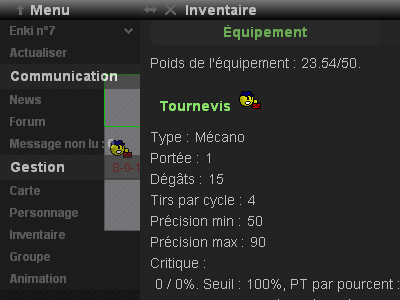 Menu
Enki n°7
Actualiser
Communication
News
Forum
Message non lu :
Gestion
Carte
Personnage
Inventaire
Groupe
Animation
Inventaire
Équipement
Poids de l'équipement : 23.54/50.
Tournevis
Type : Mécano
Portée : 1
Dégâts : 15
Tirs par cycle : 4
Précision min : 50
Précision max : 90
Critique :
0 / 0%. Seuil : 100%, PT par pourcent :